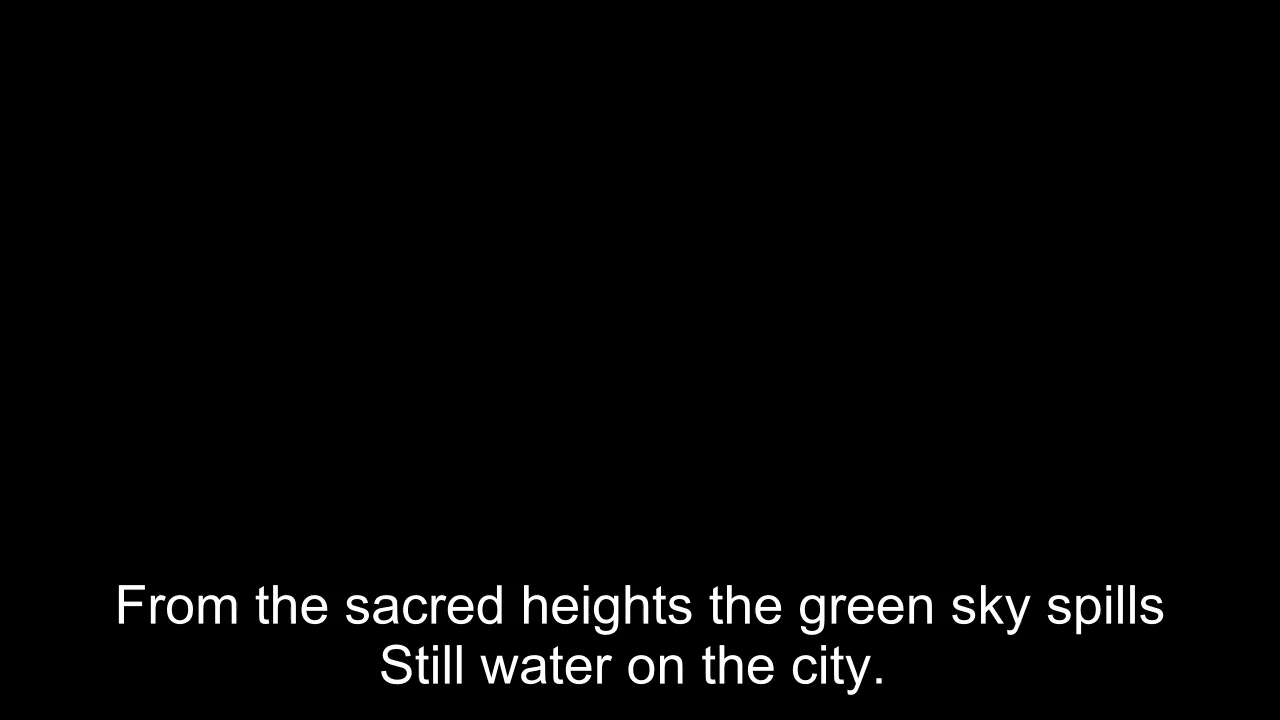 From the sacred heights the green sky spills
Still water on the city.